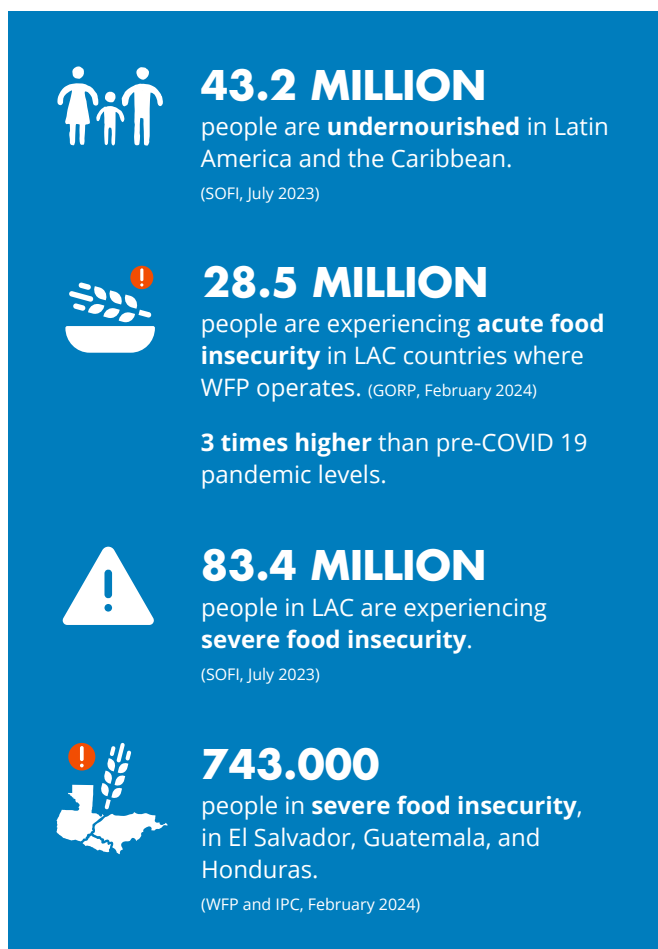 43.2 MILLION
people are undernourished in Latin
America and the Caribbean.
(SOFI, July 2023)
28.5 MILLION
people are experiencing acute food
insecurity in LAC countries where
WFP operates. (GORP, February 2024)
3 times higher than pre-COVID 19
pandemic levels.
83.4 MILLION
people in LAC are experiencing
severe food insecurity.
(SOFI, July 2023)
743.000
people in severe food insecurity,
in El Salvador, Guatemala, and
Honduras.
(WFP and IPC, February 2024)